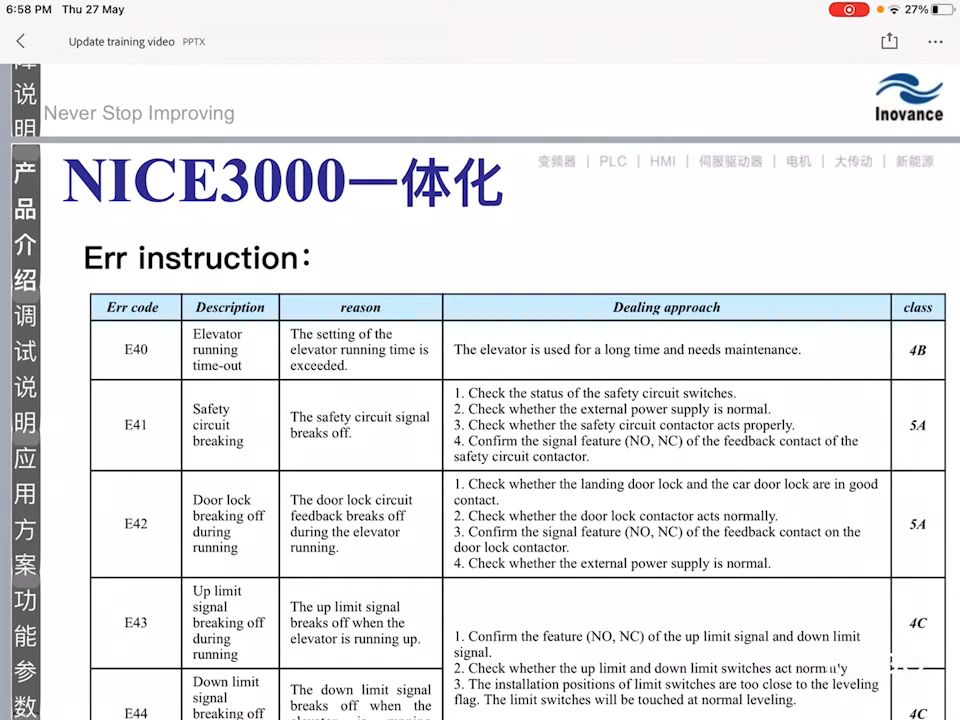 6:58 PM Thu 27 May
27%
Update training video PPTX
说
明
Never Stop Improving
Inovance
产
品
介
绍
调
试
说
明
应
用
方
案
功
能
参
数
NICE3000一体化
变频器 | PLC | HMI | 伺服驱动器 | 电机 | 大传动 | 新能源
Err instruction:
Err code Description reason Dealing approach class
E40
Elevator
running
time-out
The setting of the
elevator running time is
exceeded.
The elevator is used for a long time and needs maintenance.
4B
E41
Safety
circuit
breaking
The safety circuit signal
breaks off.
1. Check the status of the safety circuit switches.
2. Check whether the external power supply is normal.
3. Check whether the safety circuit contactor acts properly.
4. Confirm the signal feature (NO, NC) of the feedback contact of the
safety circuit contactor.
5A
E42
Door lock
breaking off
during
running
The door lock circuit
feedback breaks off
during the elevator
running.
1. Check whether the landing door lock and the car door lock are in good
contact.
2. Check whether the door lock contactor acts normally.
3. Confirm the signal feature (NO, NC) of the feedback contact on the
door lock contactor.
4. Check whether the external power supply is normal.
5A
E43
Up limit
signal
breaking off
during
running
The up limit signal
breaks off when the
elevator is running up.
1. Confirm the feature (NO, NC) of the up limit signal and down limit
signal.
2. Check whether the up limit and down limit switches act normally
3. The installation positions of limit switches are too close to the leveling
flag. The limit switches will be touched at normal leveling.
4C
E44
Down limit
signal
breaking off
The down limit signal
breaks off when the
4C